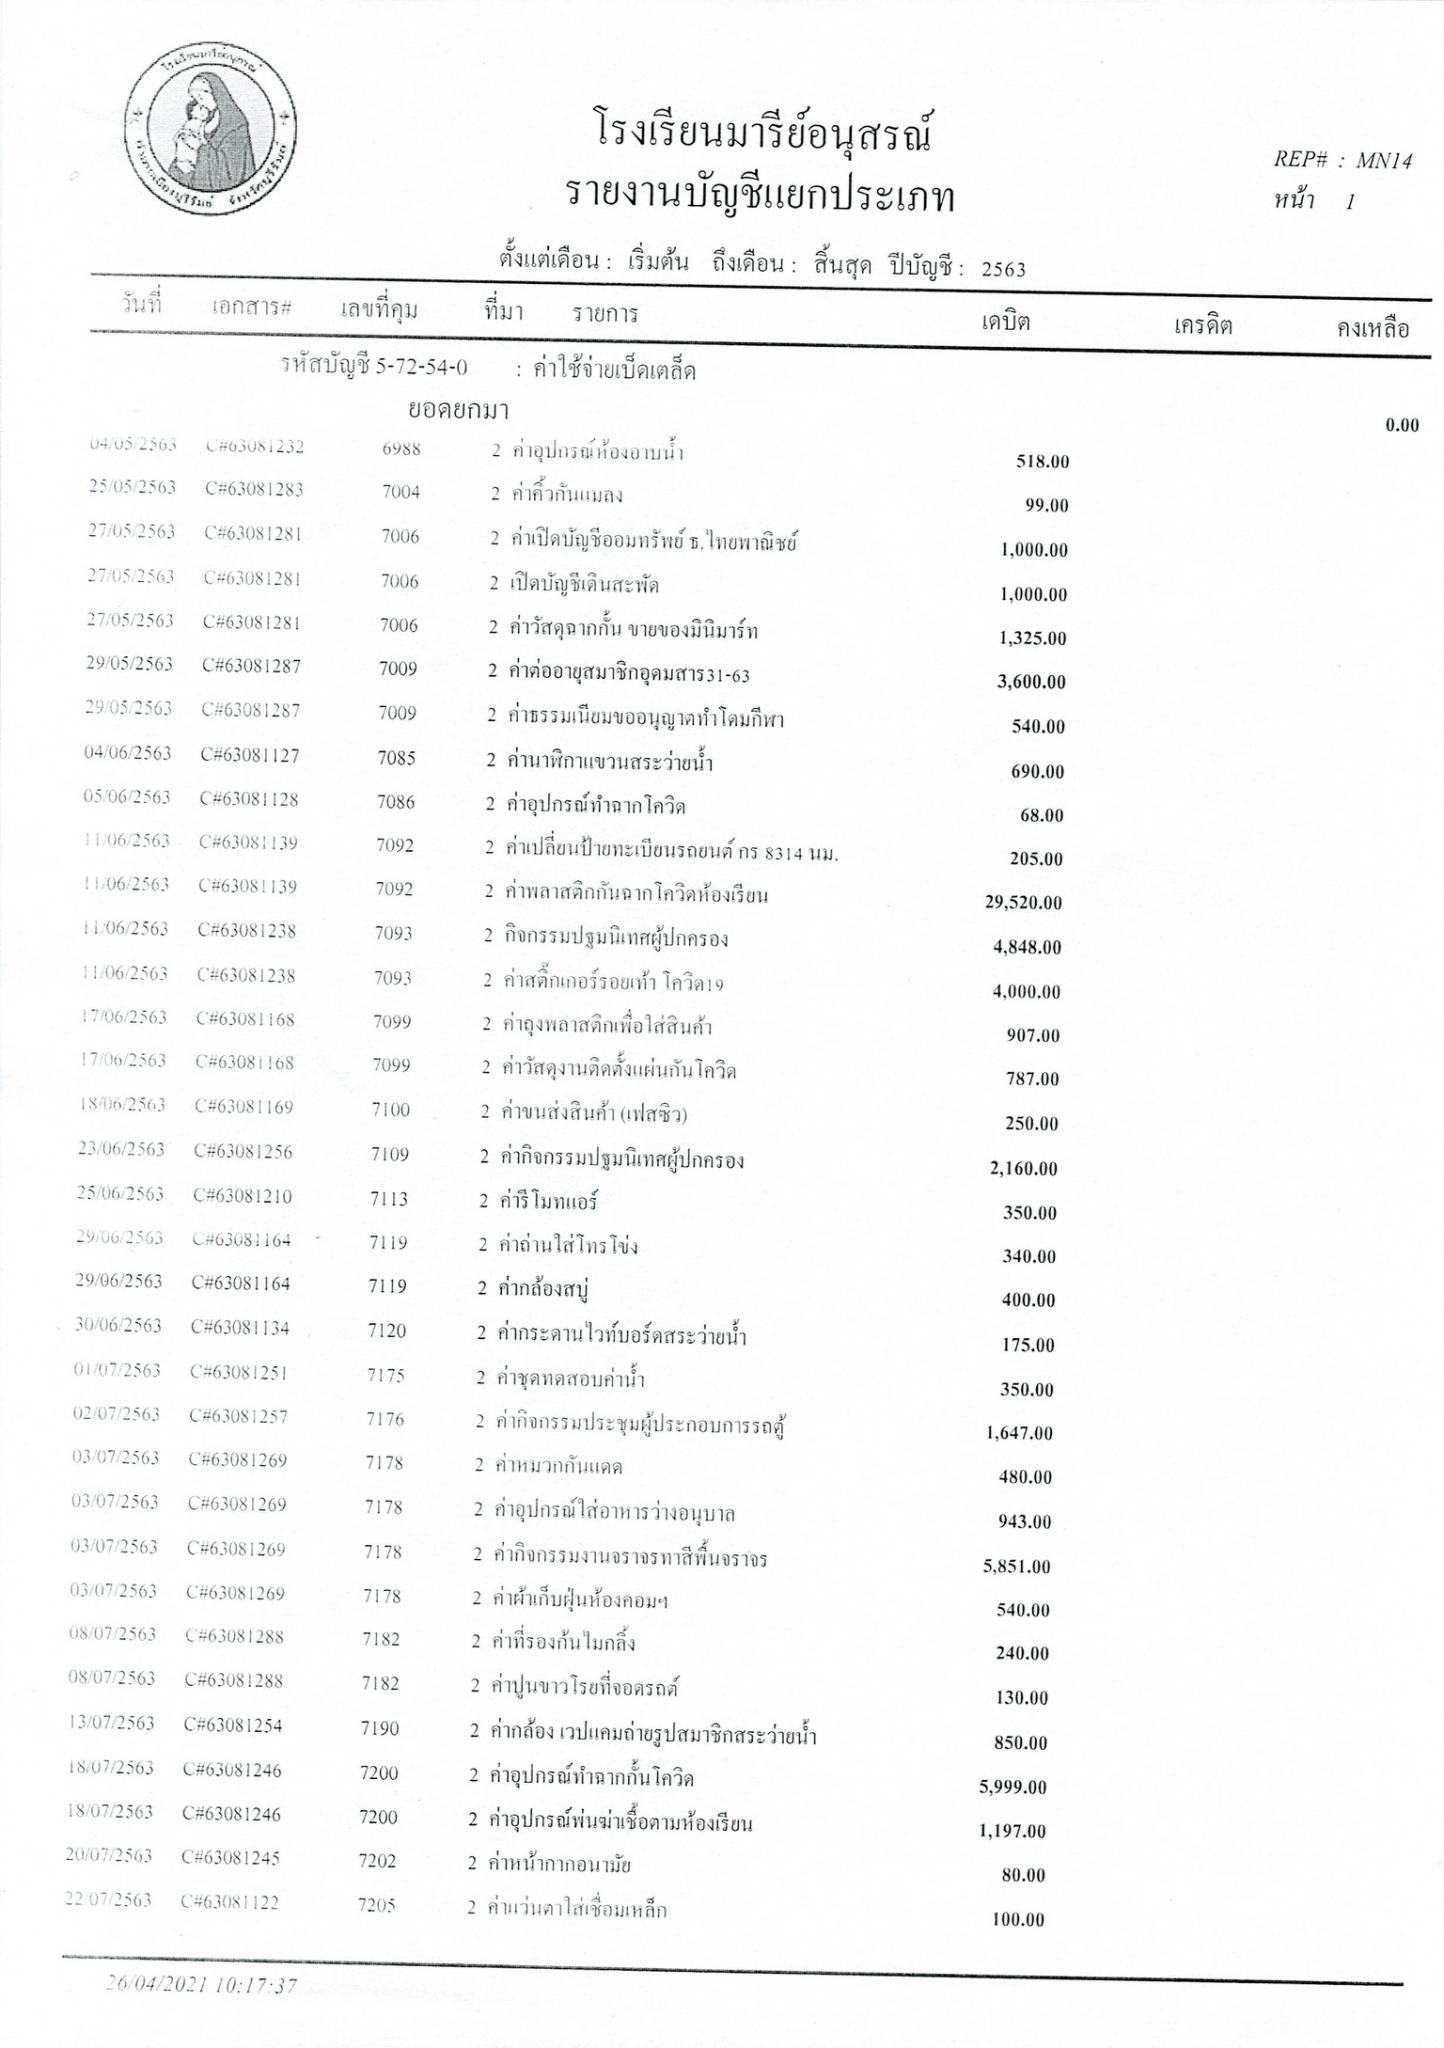 โรงเรียนมารีย์อนุสรณ์
รายงานบัญชีแยกประเภท
REP# : MN14
หน้า 1
ตั้งแต่เดือน : เริ่มต้น ถึงเดือน : สิ้นสุด ปีบัญชี : 2563
วันที่ เอกสาร# เลขที่คุม ที่มา รายการ เดบิต เครดิต คงเหลือ
รหัสบัญชี 5-72-54-0 : ค่าใช้จ่ายเบ็ดเตล็ด
ยอดยกมา 0.00
04/05/2563 C#63081232 6988 2 ค่าอุปกรณ์ห้องอาบน้ำ 518.00
25/05/2563 C#63081283 7004 2 ค่าคิ้วกันแมลง 99.00
27/05/2563 C#63081281 7006 2 ค่าเปิดบัญชีออมทรัพย์ ธ.ไทยพาณิชย์ 1,000.00
27/05/2563 C#63081281 7006 2 เปิดบัญชีเดินสะพัด 1,000.00
27/05/2563 C#63081281 7006 2 ค่าวัสดุฉากกั้น ขายของมินิมาร์ท 1,325.00
29/05/2563 C#63081287 7009 2 ค่าต่ออายุสมาชิกอุดมสาร31-63 3,600.00
29/05/2563 C#63081287 7009 2 ค่าธรรมเนียมขออนุญาตทำโดมกีฬา 540.00
04/06/2563 C#63081127 7085 2 ค่านาฬิกาแขวนสระว่ายน้ำ 690.00
05/06/2563 C#63081128 7086 2 ค่าอุปกรณ์ทำฉากโควิด 68.00
11/06/2563 C#63081139 7092 2 ค่าเปลี่ยนป้ายทะเบียนรถยนต์ กร 8314 นม. 205.00
11/06/2563 C#63081139 7092 2 ค่าพลาสติกกันฉากโควิดห้องเรียน 29,520.00
11/06/2563 C#63081238 7093 2 กิจกรรมปฐมนิเทศผู้ปกครอง 4,848.00
11/06/2563 C#63081238 7093 2 ค่าสติ๊กเกอร์รอยเท้า โควิด19 4,000.00
17/06/2563 C#63081168 7099 2 ค่าถุงพลาสติกเพื่อใส่สินค้า 907.00
17/06/2563 C#63081168 7099 2 ค่าวัสดุงานติดตั้งแผ่นกันโควิด 787.00
18/06/2563 C#63081169 7100 2 ค่าขนส่งสินค้า (เฟสซิว) 250.00
23/06/2563 C#63081256 7109 2 ค่ากิจกรรมปฐมนิเทศผู้ปกครอง 2,160.00
25/06/2563 C#63081210 7113 2 ค่ารีโมทแอร์ 350.00
29/06/2563 C#63081164 7119 2 ค่าถ่านใส่โทรโข่ง 340.00
29/06/2563 C#63081164 7119 2 ค่ากล้องสบู่ 400.00
30/06/2563 C#63081134 7120 2 ค่ากระดานไวท์บอร์ดสระว่ายน้ำ 175.00
01/07/2563 C#63081251 7175 2 ค่าชุดทดสอบค่าน้ำ 350.00
02/07/2563 C#63081257 7176 2 ค่ากิจกรรมประชุมผู้ประกอบการรถตู้ 1,647.00
03/07/2563 C#63081269 7178 2 ค่าหมวกกันแดด 480.00
03/07/2563 C#63081269 7178 2 ค่าอุปกรณ์ใส่อาหารว่างอนุบาล 943.00
03/07/2563 C#63081269 7178 2 ค่ากิจกรรมงานจราจรทาสีพื้นจราจร 5,851.00
03/07/2563 C#63081269 7178 2 ค่าผ้าเก็บฝุ่นห้องคอมฯ 540.00
08/07/2563 C#63081288 7182 2 ค่าที่รองก้นไมกลิ้ง 240.00
08/07/2563 C#63081288 7182 2 ค่าปูนขาวโรยที่จอดรถต์ 130.00
13/07/2563 C#63081254 7190 2 ค่ากล้อง เวปแคมถ่ายรูปสมาชิกสระว่ายน้ำ 850.00
18/07/2563 C#63081246 7200 2 ค่าอุปกรณ์ทำฉากกั้นโควิด 5,999.00
18/07/2563 C#63081246 7200 2 ค่าอุปกรณ์พ่นฆ่าเชื้อตามห้องเรียน 1,197.00
20/07/2563 C#63081245 7202 2 ค่าหน้ากากอนามัย 80.00
22/07/2563 C#63081122 7205 2 ค่าแว่นตาใส่เชื่อมเหล็ก 100.00
26/04/2021 10:17:37